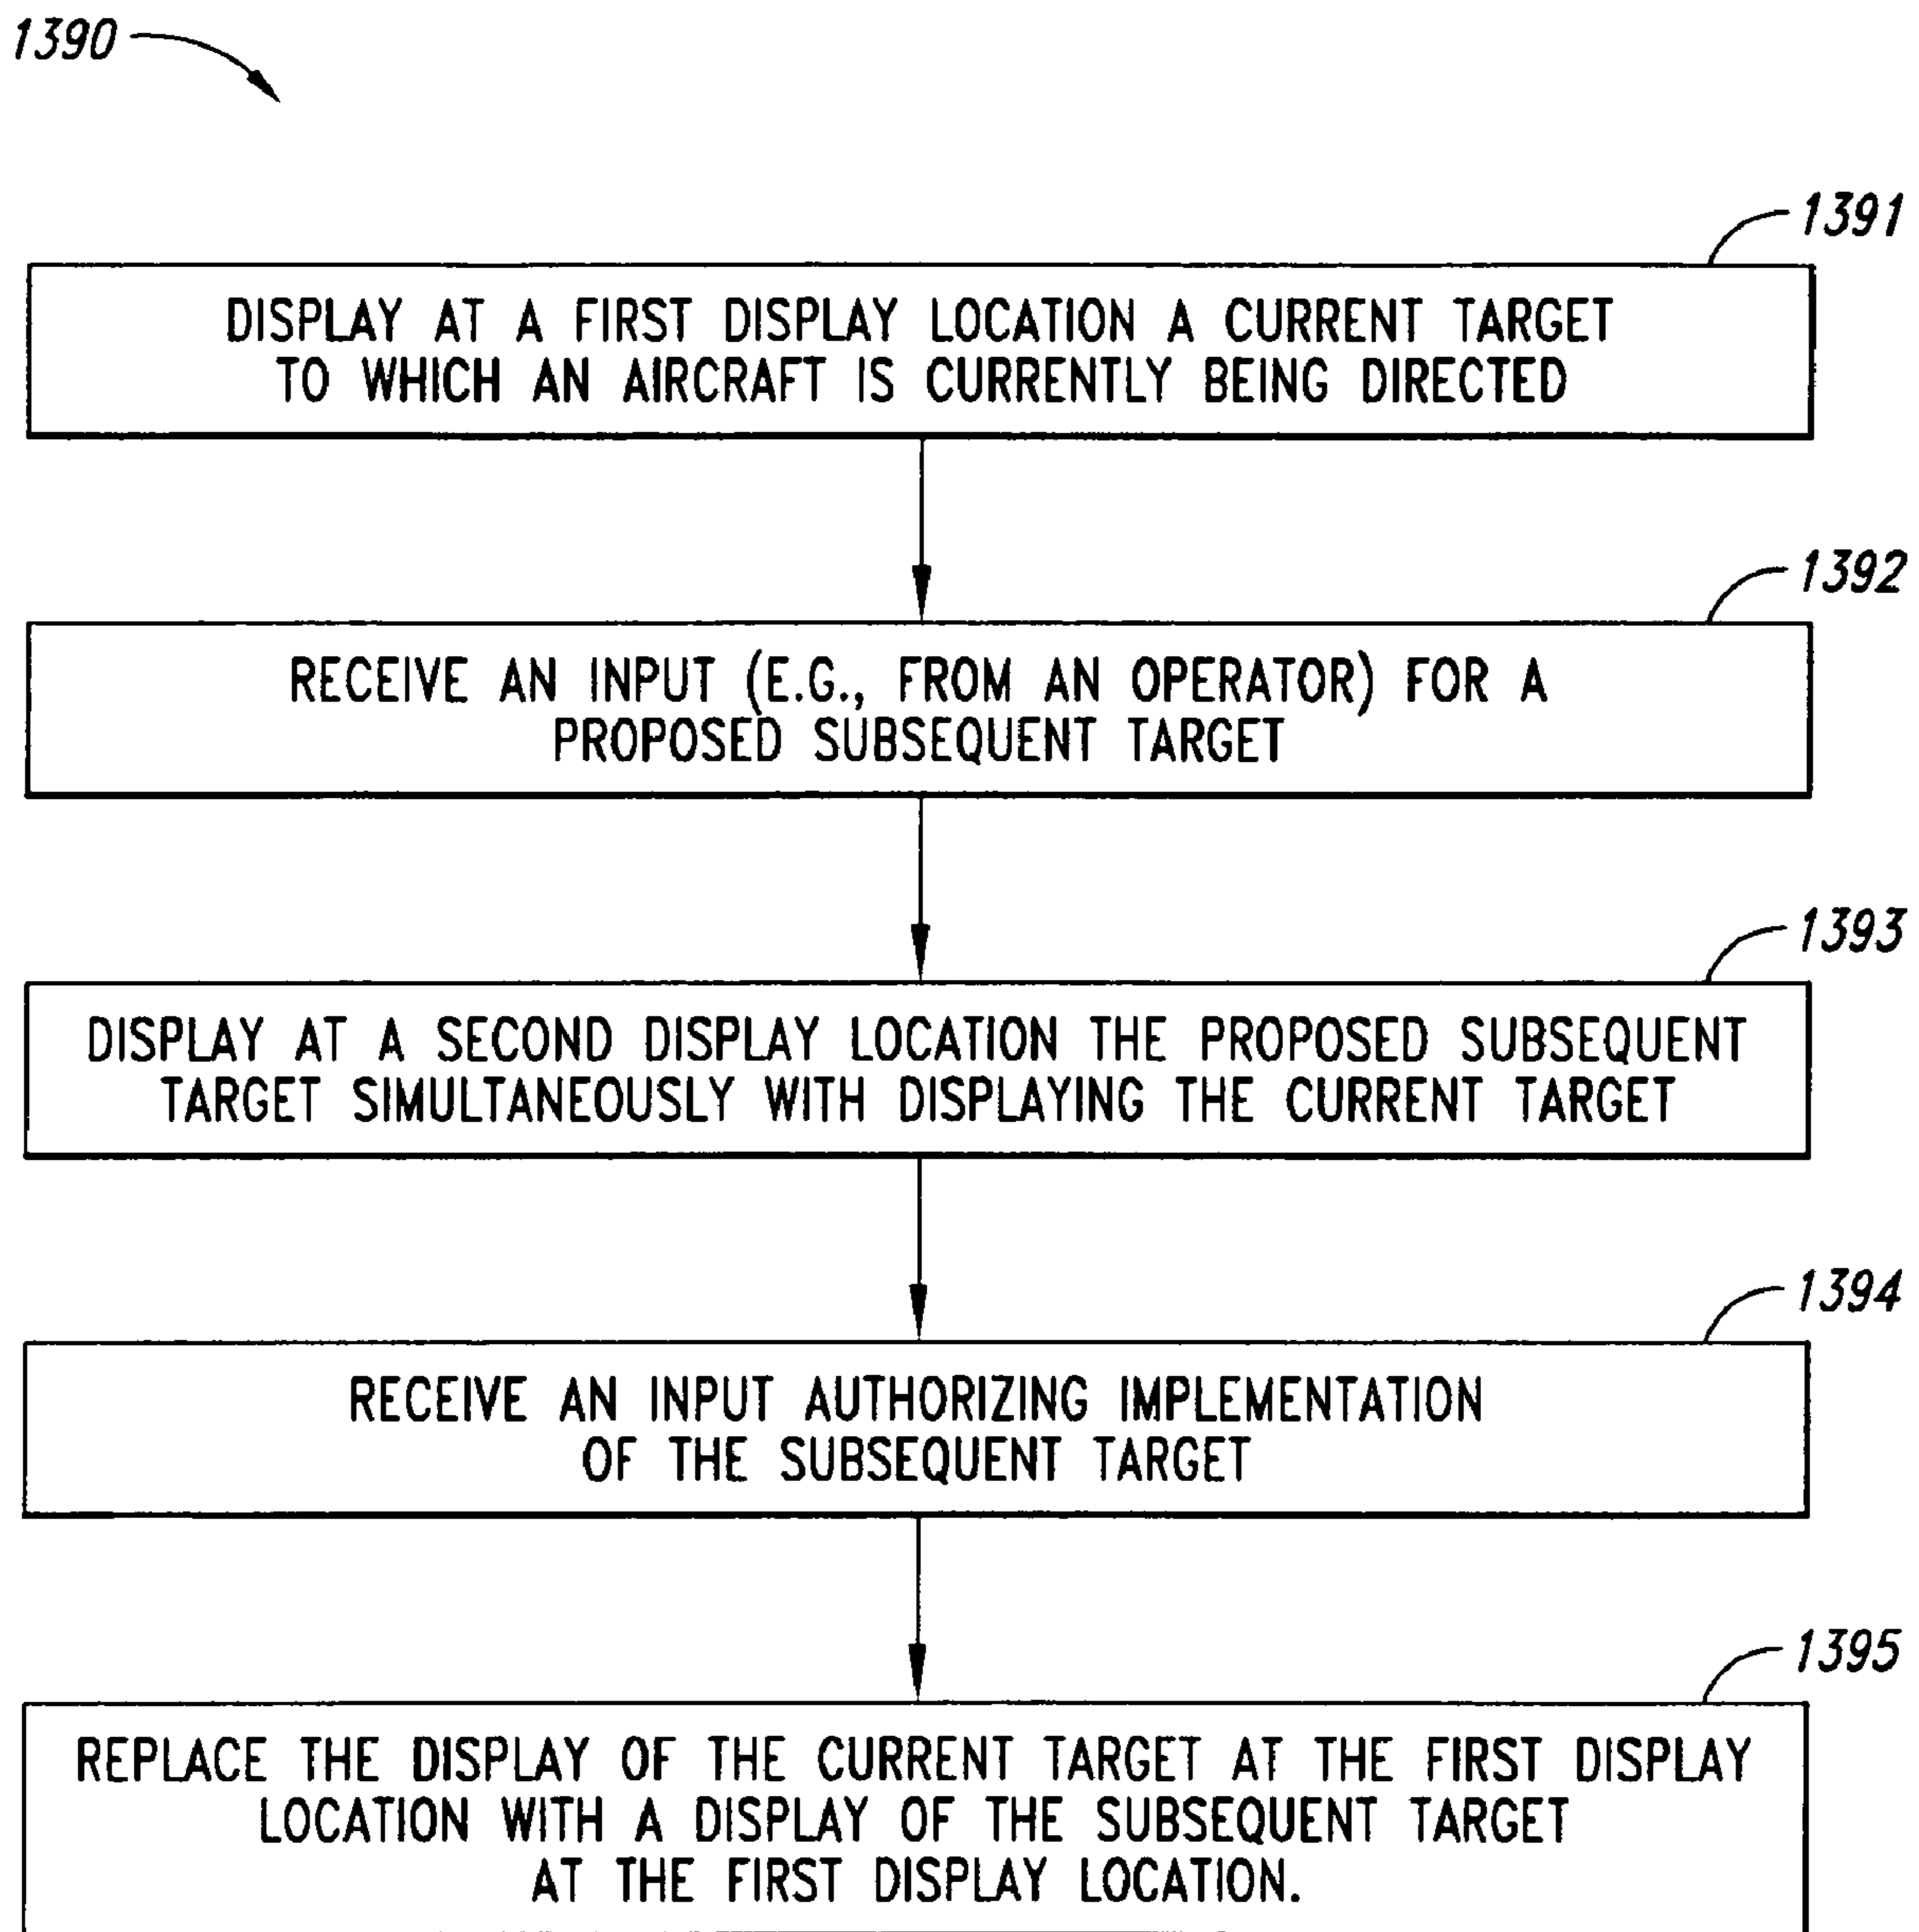 1390
1391
DISPLAY AT A FIRST DISPLAY LOCATION A CURRENT TARGET
TO WHICH AN AIRCRAFT IS CURRENTLY BEING DIRECTED
1392
RECEIVE AN INPUT (E.G., FROM AN OPERATOR) FOR A
PROPOSED SUBSEQUENT TARGET
1393
DISPLAY AT A SECOND DISPLAY LOCATION THE PROPOSED SUBSEQUENT
TARGET SIMULTANEOUSLY WITH DISPLAYING THE CURRENT TARGET
1394
RECEIVE AN INPUT AUTHORIZING IMPLEMENTATION
OF THE SUBSEQUENT TARGET
1395
REPLACE THE DISPLAY OF THE CURRENT TARGET AT THE FIRST DISPLAY
LOCATION WITH A DISPLAY OF THE SUBSEQUENT TARGET
AT THE FIRST DISPLAY LOCATION.